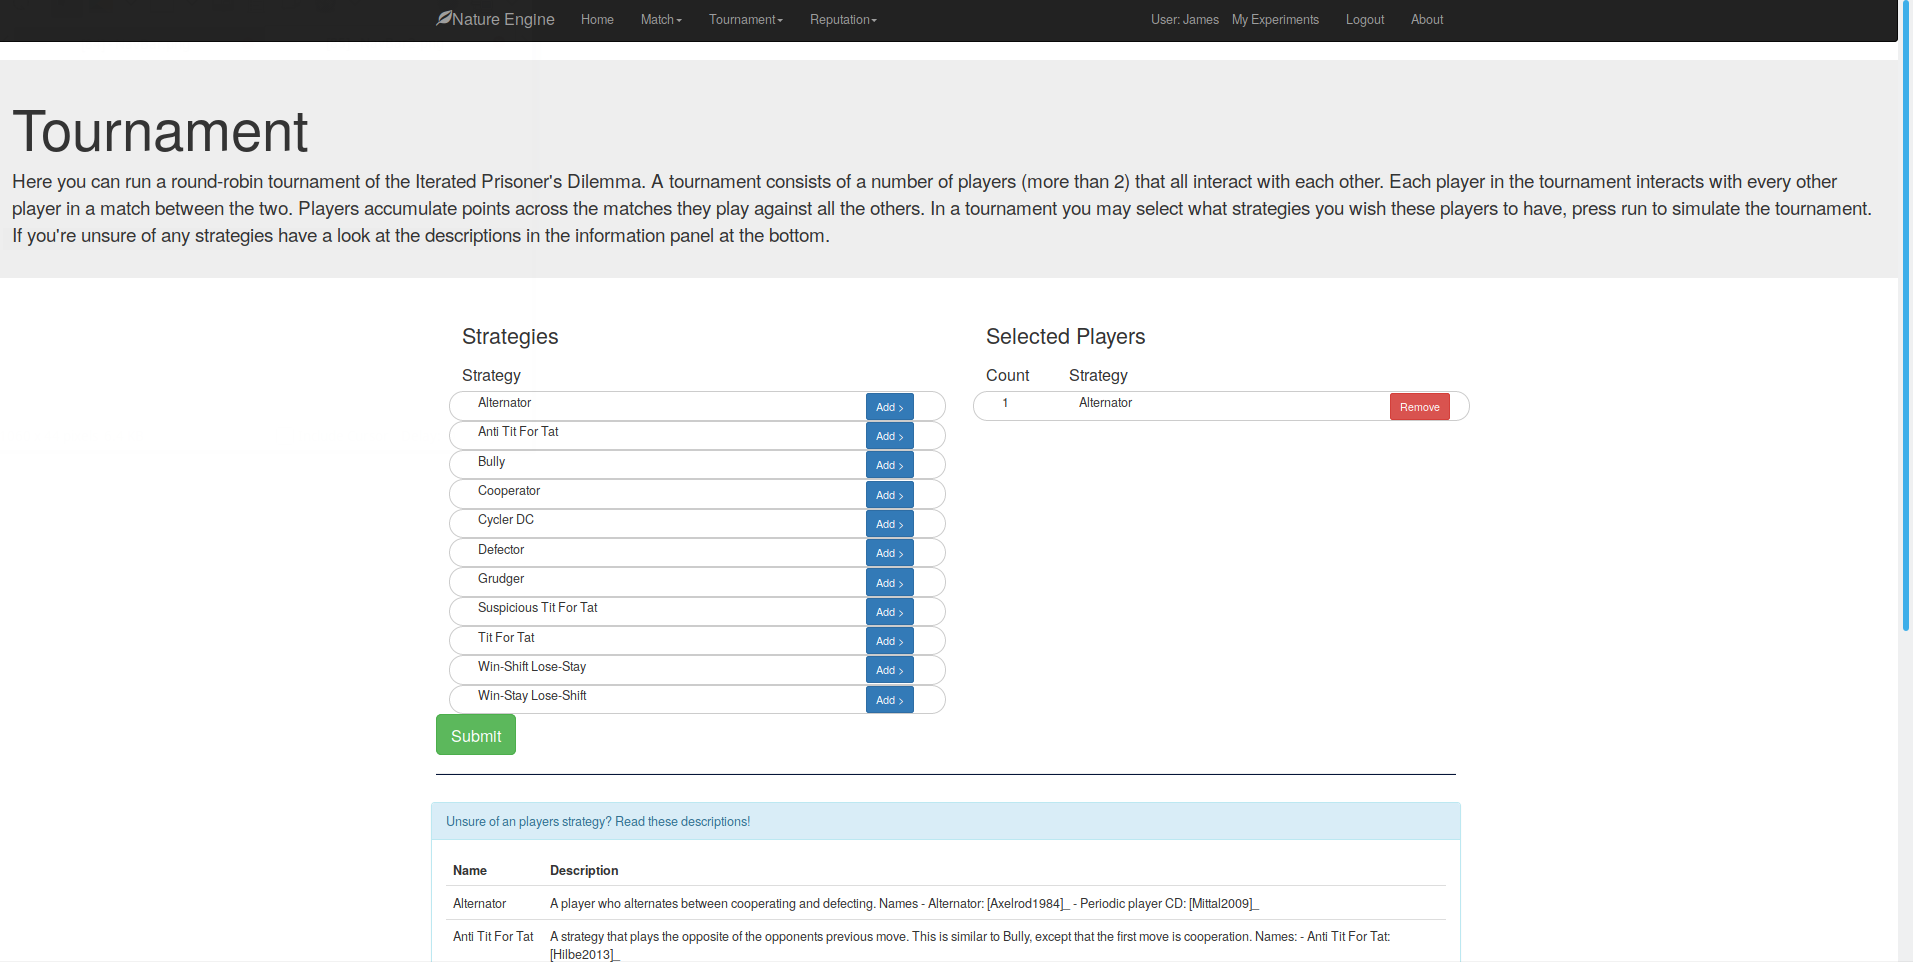 Nature Engine Home Match Tournament Reputation User: James My Experiments Logout About
Tournament
Here you can run a round-robin tournament of the Iterated Prisoner's Dilemma. A tournament consists of a number of players (more than 2) that all interact with each other. Each player in the tournament interacts with every other
player in a match between the two. Players accumulate points across the matches they play against all the others. In a tournament you may select what strategies you wish these players to have, press run to simulate the tournament.
If you're unsure of any strategies have a look at the descriptions in the information panel at the bottom.
Strategies
Strategy
Alternator Add >
Anti Tit For Tat Add >
Bully Add >
Cooperator Add >
Cycler DC Add >
Defector Add >
Grudger Add >
Suspicious Tit For Tat Add >
Tit For Tat Add >
Win-Shift Lose-Stay Add >
Win-Stay Lose-Shift Add >
Submit
Selected Players
Count Strategy
1 Alternator Remove
Unsure of an players strategy? Read these descriptions!
Name Description
Alternator A player who alternates between cooperating and defecting. Names - Alternator: [Axelrod1984]_ - Periodic player CD: [Mittal2009]_
Anti Tit For Tat A strategy that plays the opposite of the opponents previous move. This is similar to Bully, except that the first move is cooperation. Names: - Anti Tit For Tat:
[Hilbe2013]_